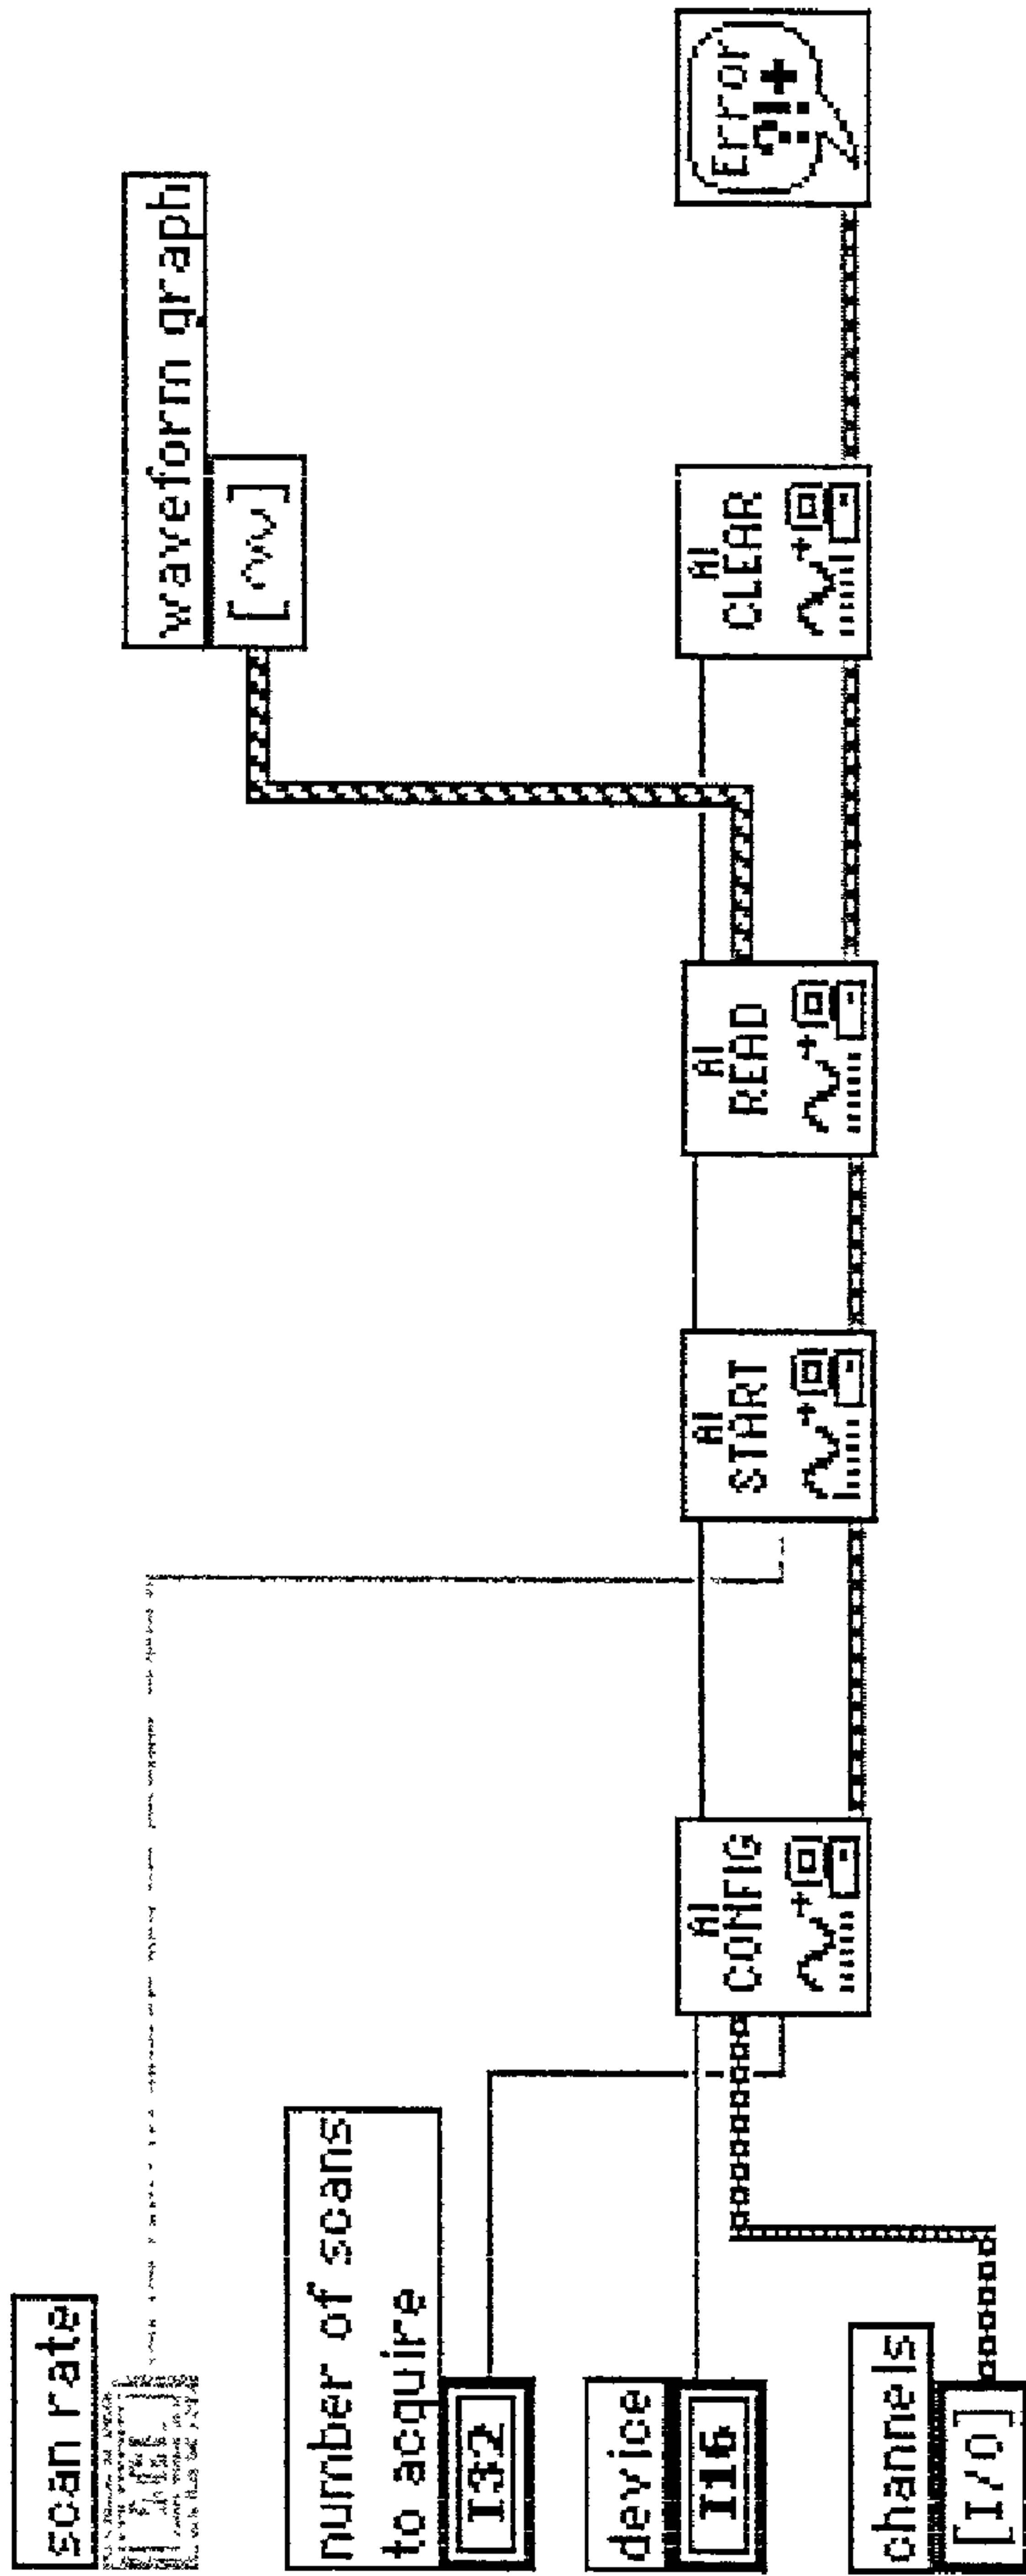 scan rate
number of scans
to acquire
I32
device
I16
channels
[I/O]
AI
CONFIG
AI
START
AI
READ
waveform graph
AI
CLEAR
Error
?!+